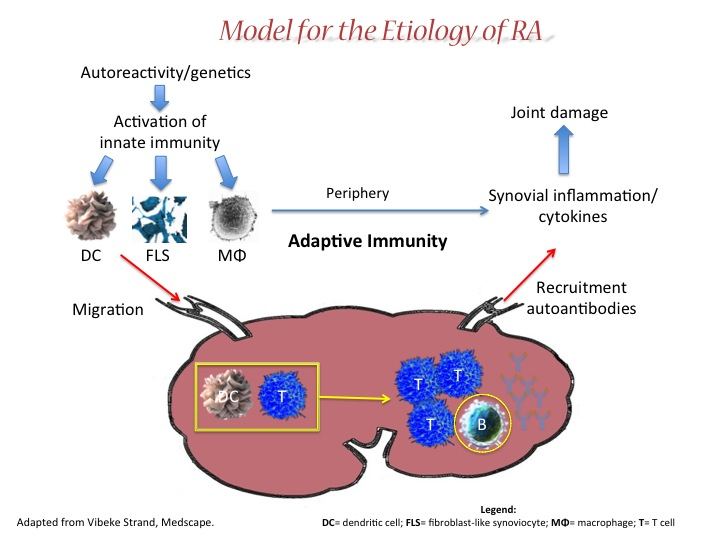 Model for the Etiology of RA
Autoreactivity/genetics
Activation of
innate immunity
Joint damage
Periphery
Synovial inflammation/
cytokines
Adaptive Immunity
DC
FLS
MΦ
Migration
Recruitment
autoantibodies
DC
T
T
T
T
B
Legend:
Adapted from Vibeke Strand, Medscape.
DC= dendritic cell; FLS= fibroblast-like synoviocyte; MΦ= macrophage; T= T cell